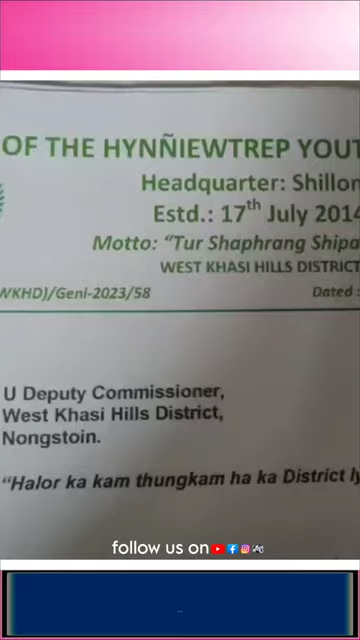 OF THE HYNÑIEWTREP YOUT
Headquarter: Shillon
Estd.: 17th July 2014
Motto: “Tur Shaphrang Shipa
WEST KHASI HILLS DISTRICT
WKHD)/Genl-2023/58
Dated :
U Deputy Commissioner,
West Khasi Hills District,
Nongstoin.
“Halor ka kam thungkam ha ka District ly
follow us on